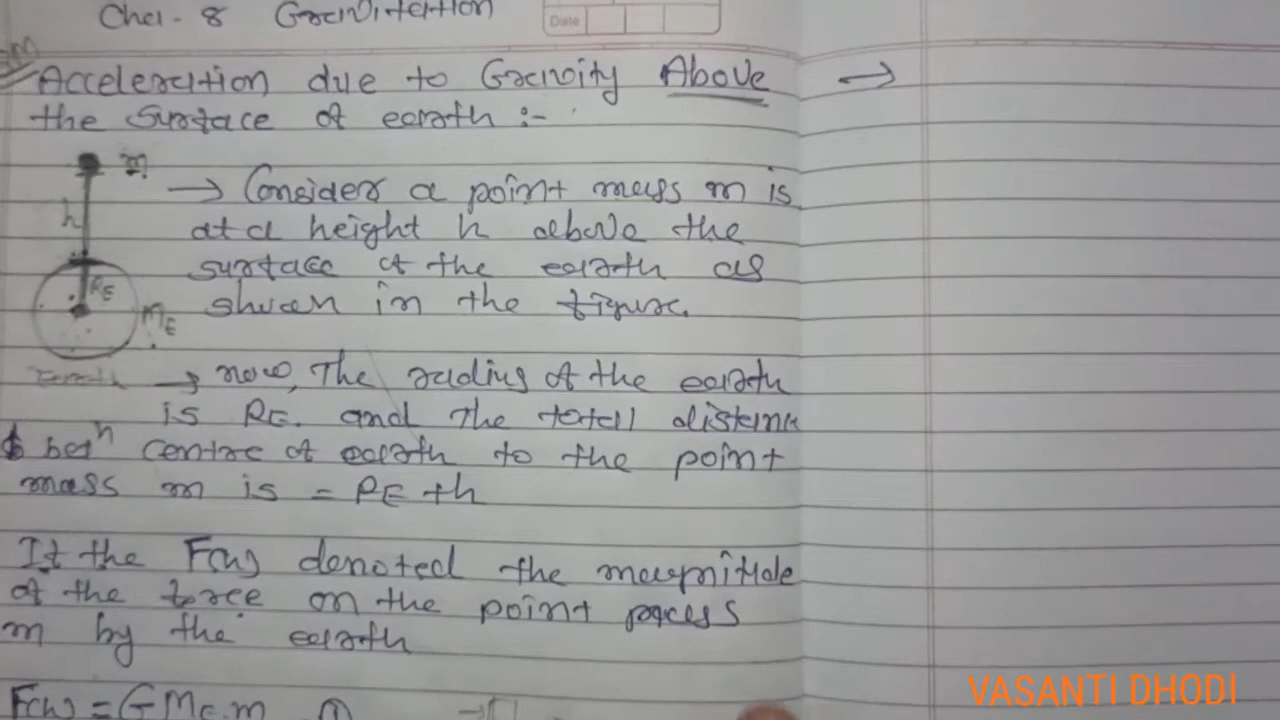 Cha - 8 Gravitation
Date
Acceleration due to Gravity Above →
the surface of earth :-
m
→ Consider a point mass m is
h at a height h above the
surface of the earth as
RE shown in the figure.
ME
Earth → now, The radius of the earth
is RE. and the total distance
betn centre of earth to the point
mass m is = RE + h
If the F(h) denoted the magnitude
of the force on the point mass
m by the earth
F(h) = G ME.m ①
VASANTI DHODI